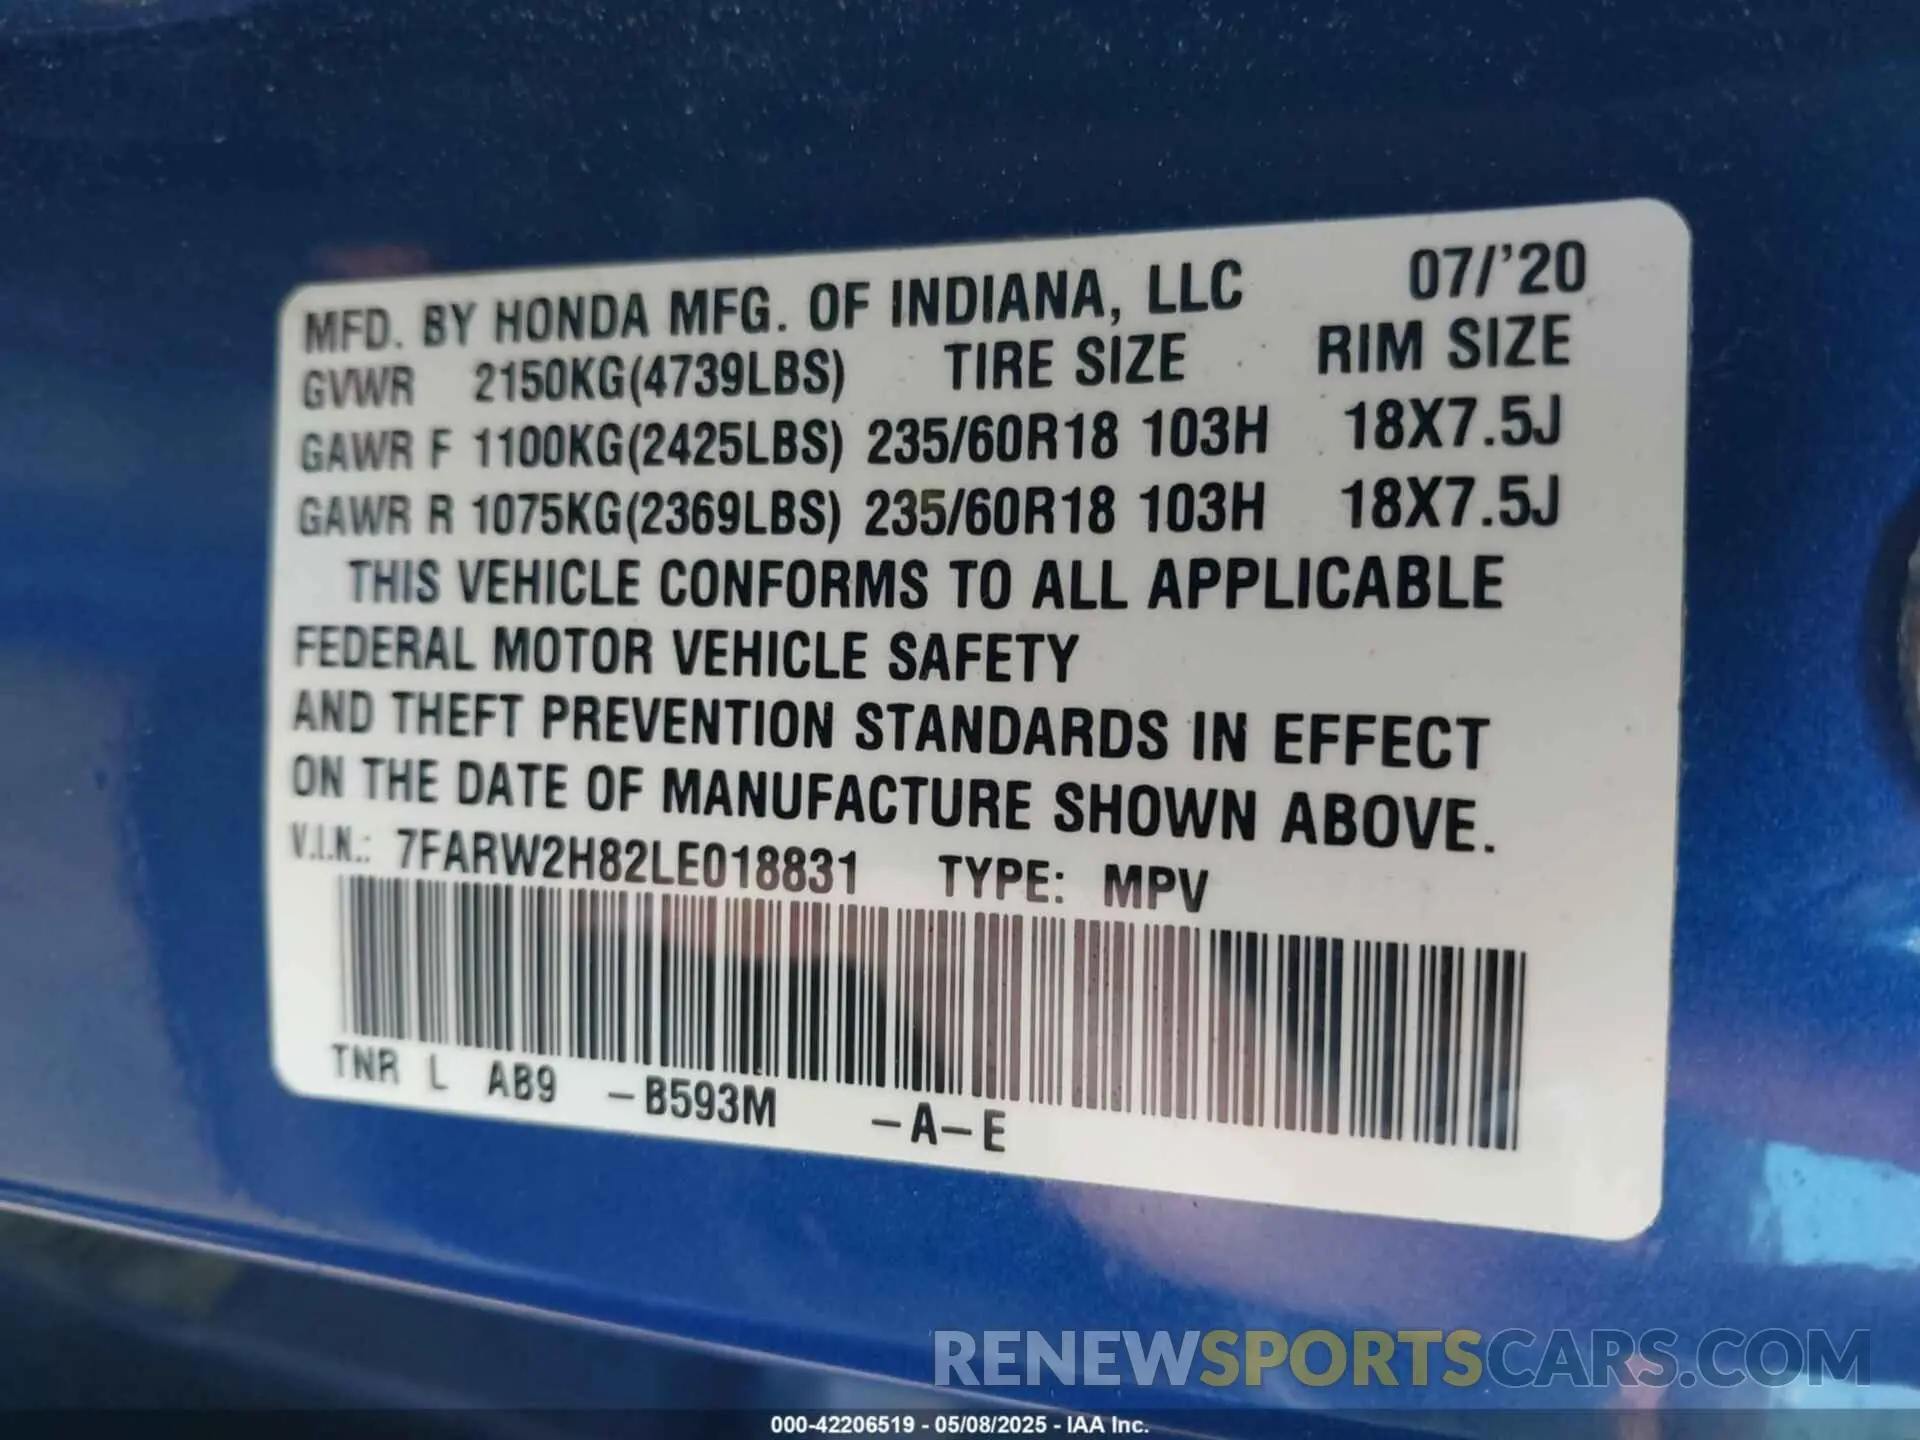 MFD. BY HONDA MFG. OF INDIANA, LLC 07/'20
GVWR 2150KG(4739LBS) TIRE SIZE RIM SIZE
GAWR F 1100KG(2425LBS) 235/60R18 103H 18X7.5J
GAWR R 1075KG(2369LBS) 235/60R18 103H 18X7.5J
THIS VEHICLE CONFORMS TO ALL APPLICABLE
FEDERAL MOTOR VEHICLE SAFETY
AND THEFT PREVENTION STANDARDS IN EFFECT
ON THE DATE OF MANUFACTURE SHOWN ABOVE.
V.I.N.: 7FARW2H82LE018831 TYPE: MPV
TNR L AB9 -B593M -A-E
RENEWSPORTSCARS.COM
000-42206519 - 05/08/2025 - IAA Inc.